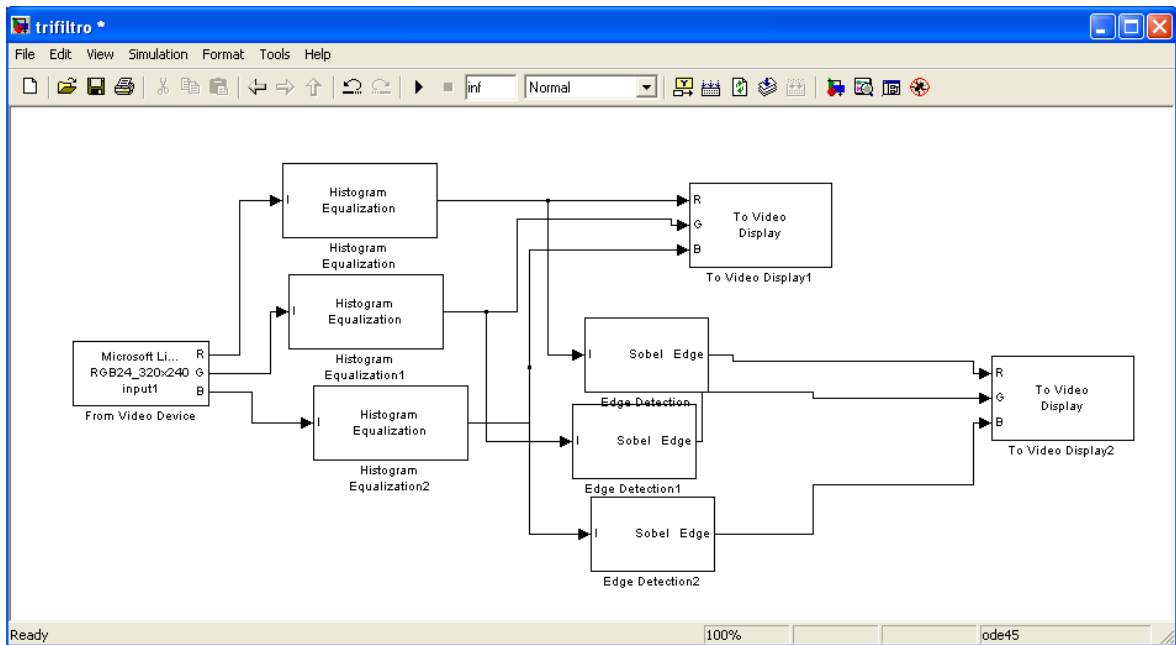 trifiltro *
File Edit View Simulation Format Tools Help
inf Normal
I Histogram Equalization
Histogram
Equalization
R
G
B
To Video
Display
To Video Display1
I Histogram
Equalization
Histogram
Equalization1
Microsoft Li... R
RGB24_320x240 G
input1 B
From Video Device
I Histogram
Equalization
Histogram
Equalization2
I Sobel Edge
Edge Detection
I Sobel Edge
Edge Detection1
I Sobel Edge
Edge Detection2
R
G
B
To Video
Display
To Video Display2
Ready 100% ode45